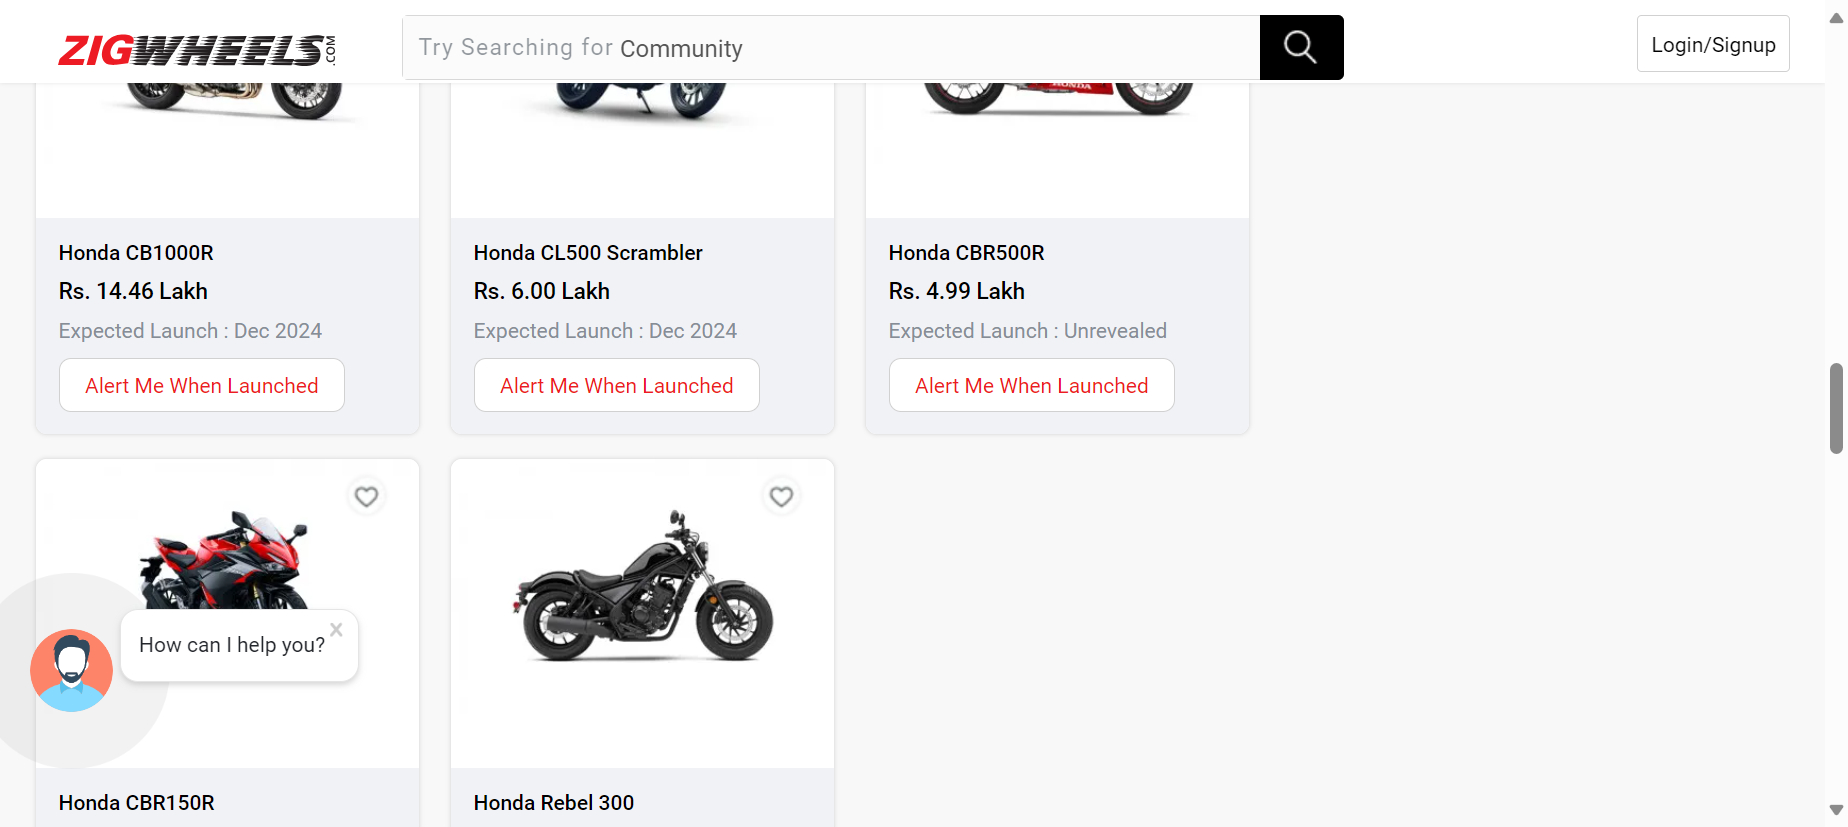 ZIGWHEELS.COM
Try Searching for Community
Login/Signup
HONDA
Honda CB1000R
Rs. 14.46 Lakh
Expected Launch : Dec 2024
Alert Me When Launched
Honda CL500 Scrambler
Rs. 6.00 Lakh
Expected Launch : Dec 2024
Alert Me When Launched
Honda CBR500R
Rs. 4.99 Lakh
Expected Launch : Unrevealed
Alert Me When Launched
How can I help you?
Honda CBR150R
Honda Rebel 300